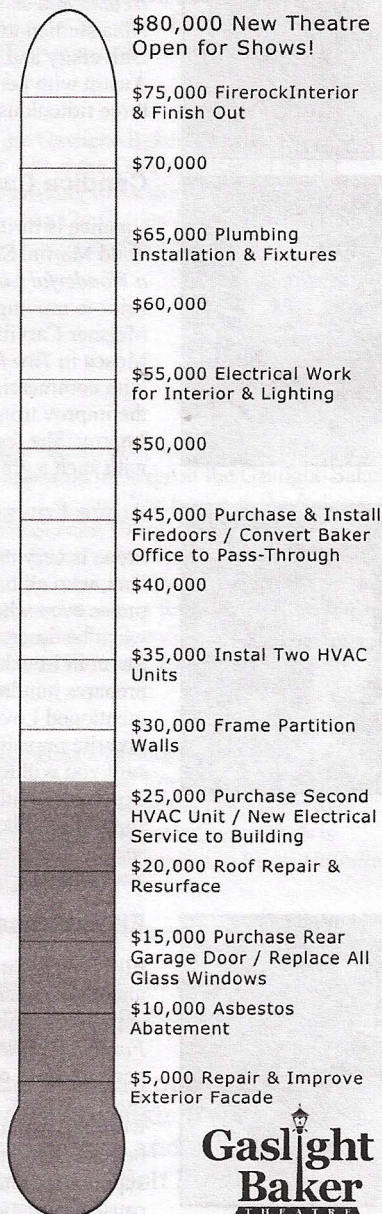 $80,000 New Theatre
Open for Shows!
$75,000 FirerockInterior
& Finish Out
$70,000
$65,000 Plumbing
Installation & Fixtures
$60,000
$55,000 Electrical Work
for Interior & Lighting
$50,000
$45,000 Purchase & Install
Firedoors / Convert Baker
Office to Pass-Through
$40,000
$35,000 Instal Two HVAC
Units
$30,000 Frame Partition
Walls
$25,000 Purchase Second
HVAC Unit / New Electrical
Service to Building
$20,000 Roof Repair &
Resurface
$15,000 Purchase Rear
Garage Door / Replace All
Glass Windows
$10,000 Asbestos
Abatement
$5,000 Repair & Improve
Exterior Facade
Gaslight
Baker
THEATRE